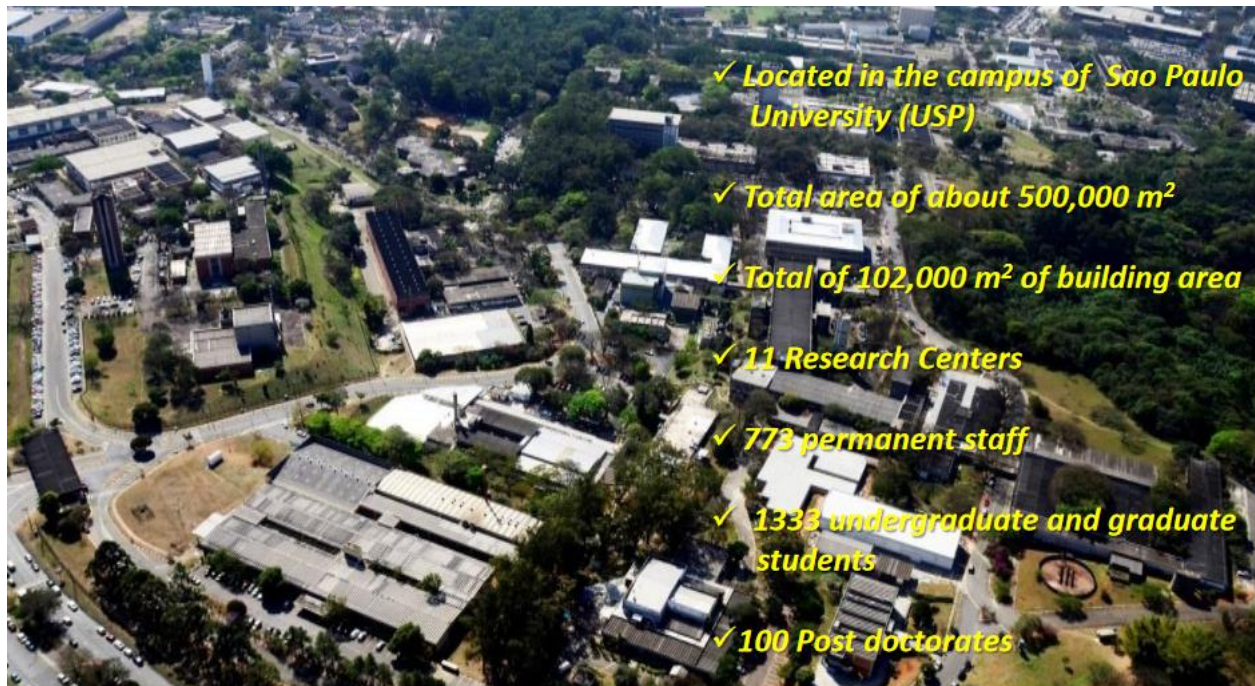 ✓ Located in the campus of Sao Paulo
University (USP)
✓ Total area of about 500,000 m²
✓ Total of 102,000 m² of building area
✓ 11 Research Centers
✓ 773 permanent staff
✓ 1333 undergraduate and graduate
students
✓ 100 Post doctorates